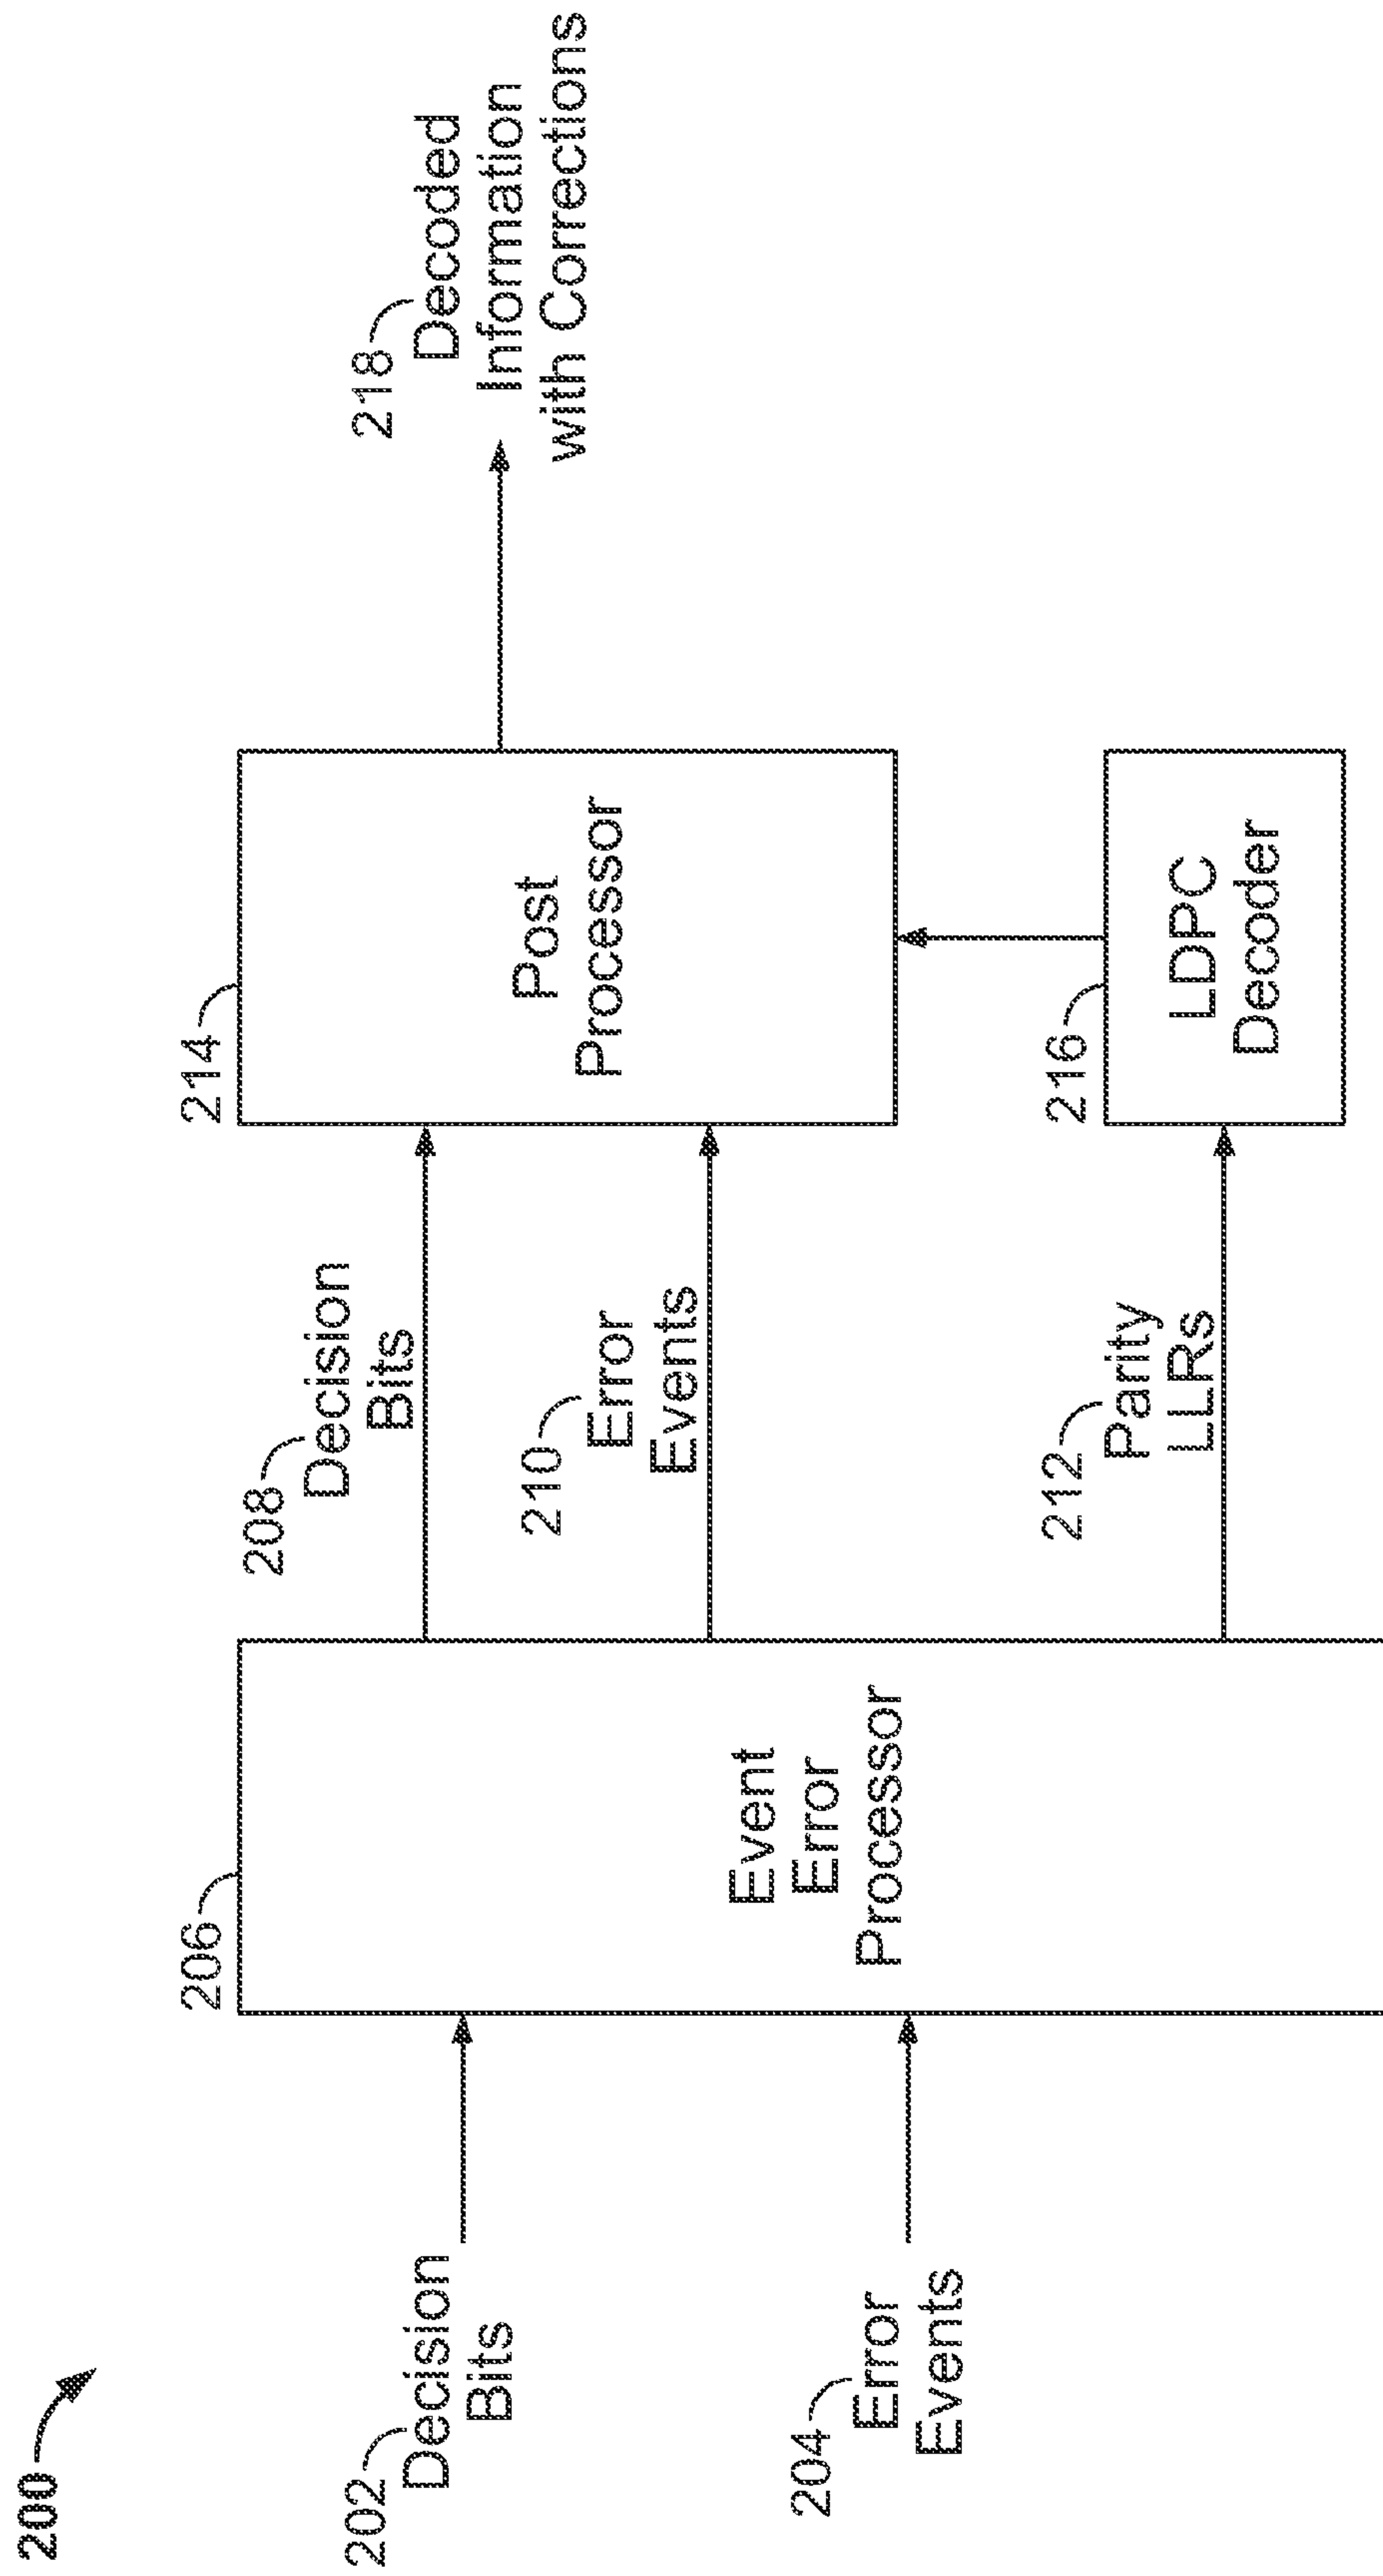 200
202
Decision
Bits
204
Error
Events
206
Event
Error
Processor
208
Decision
Bits
210
Error
Events
212
Parity
LLRs
214
Post
Processor
216
LDPC
Decoder
218
Decoded
Information
with Corrections